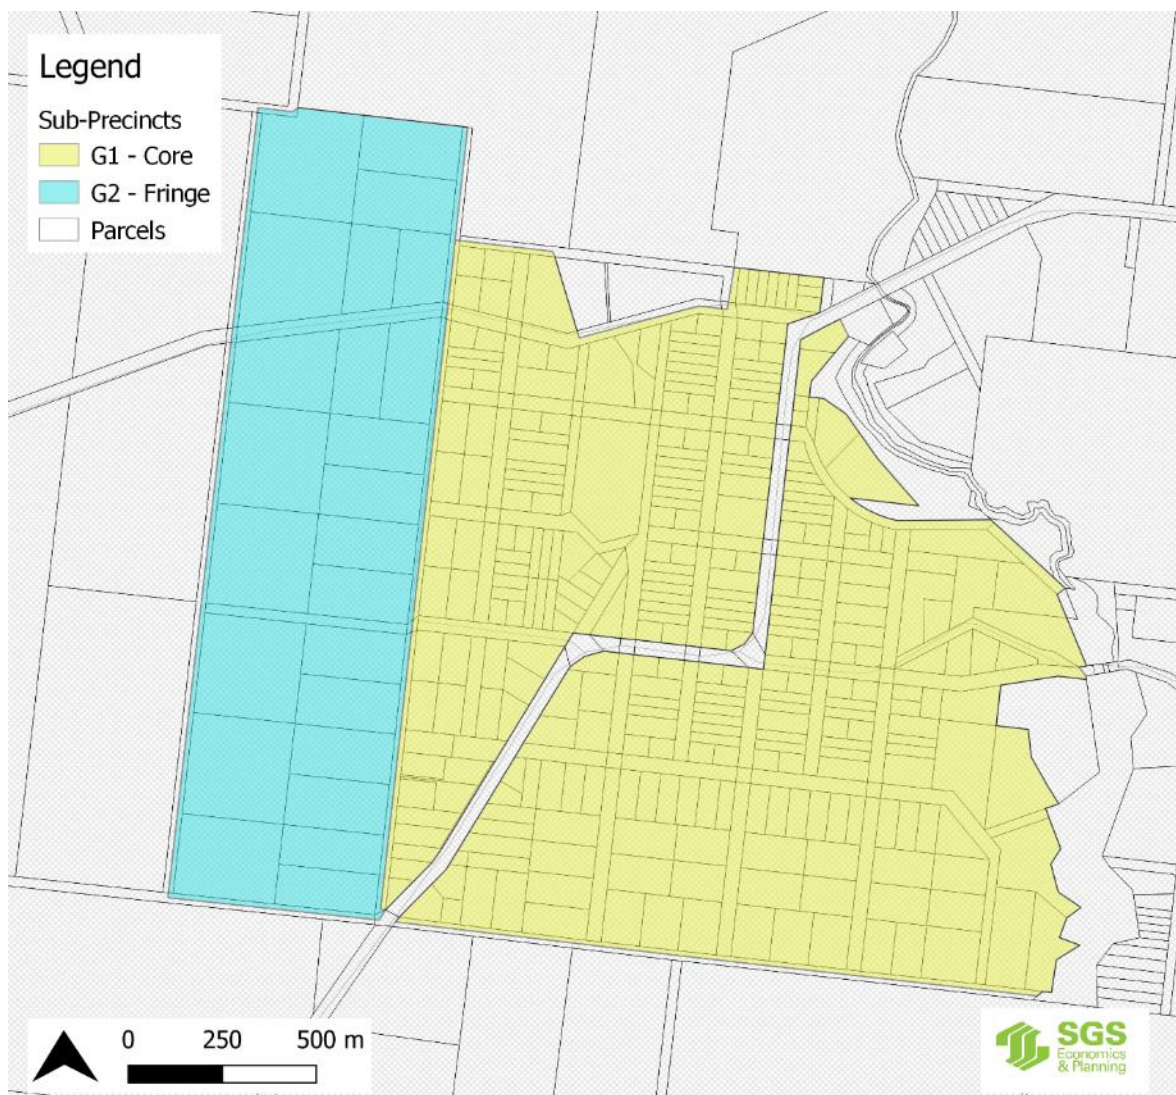 Legend
Sub-Precincts
G1 - Core
G2 - Fringe
Parcels
0 250 500 m
SGS
Economics
& Planning